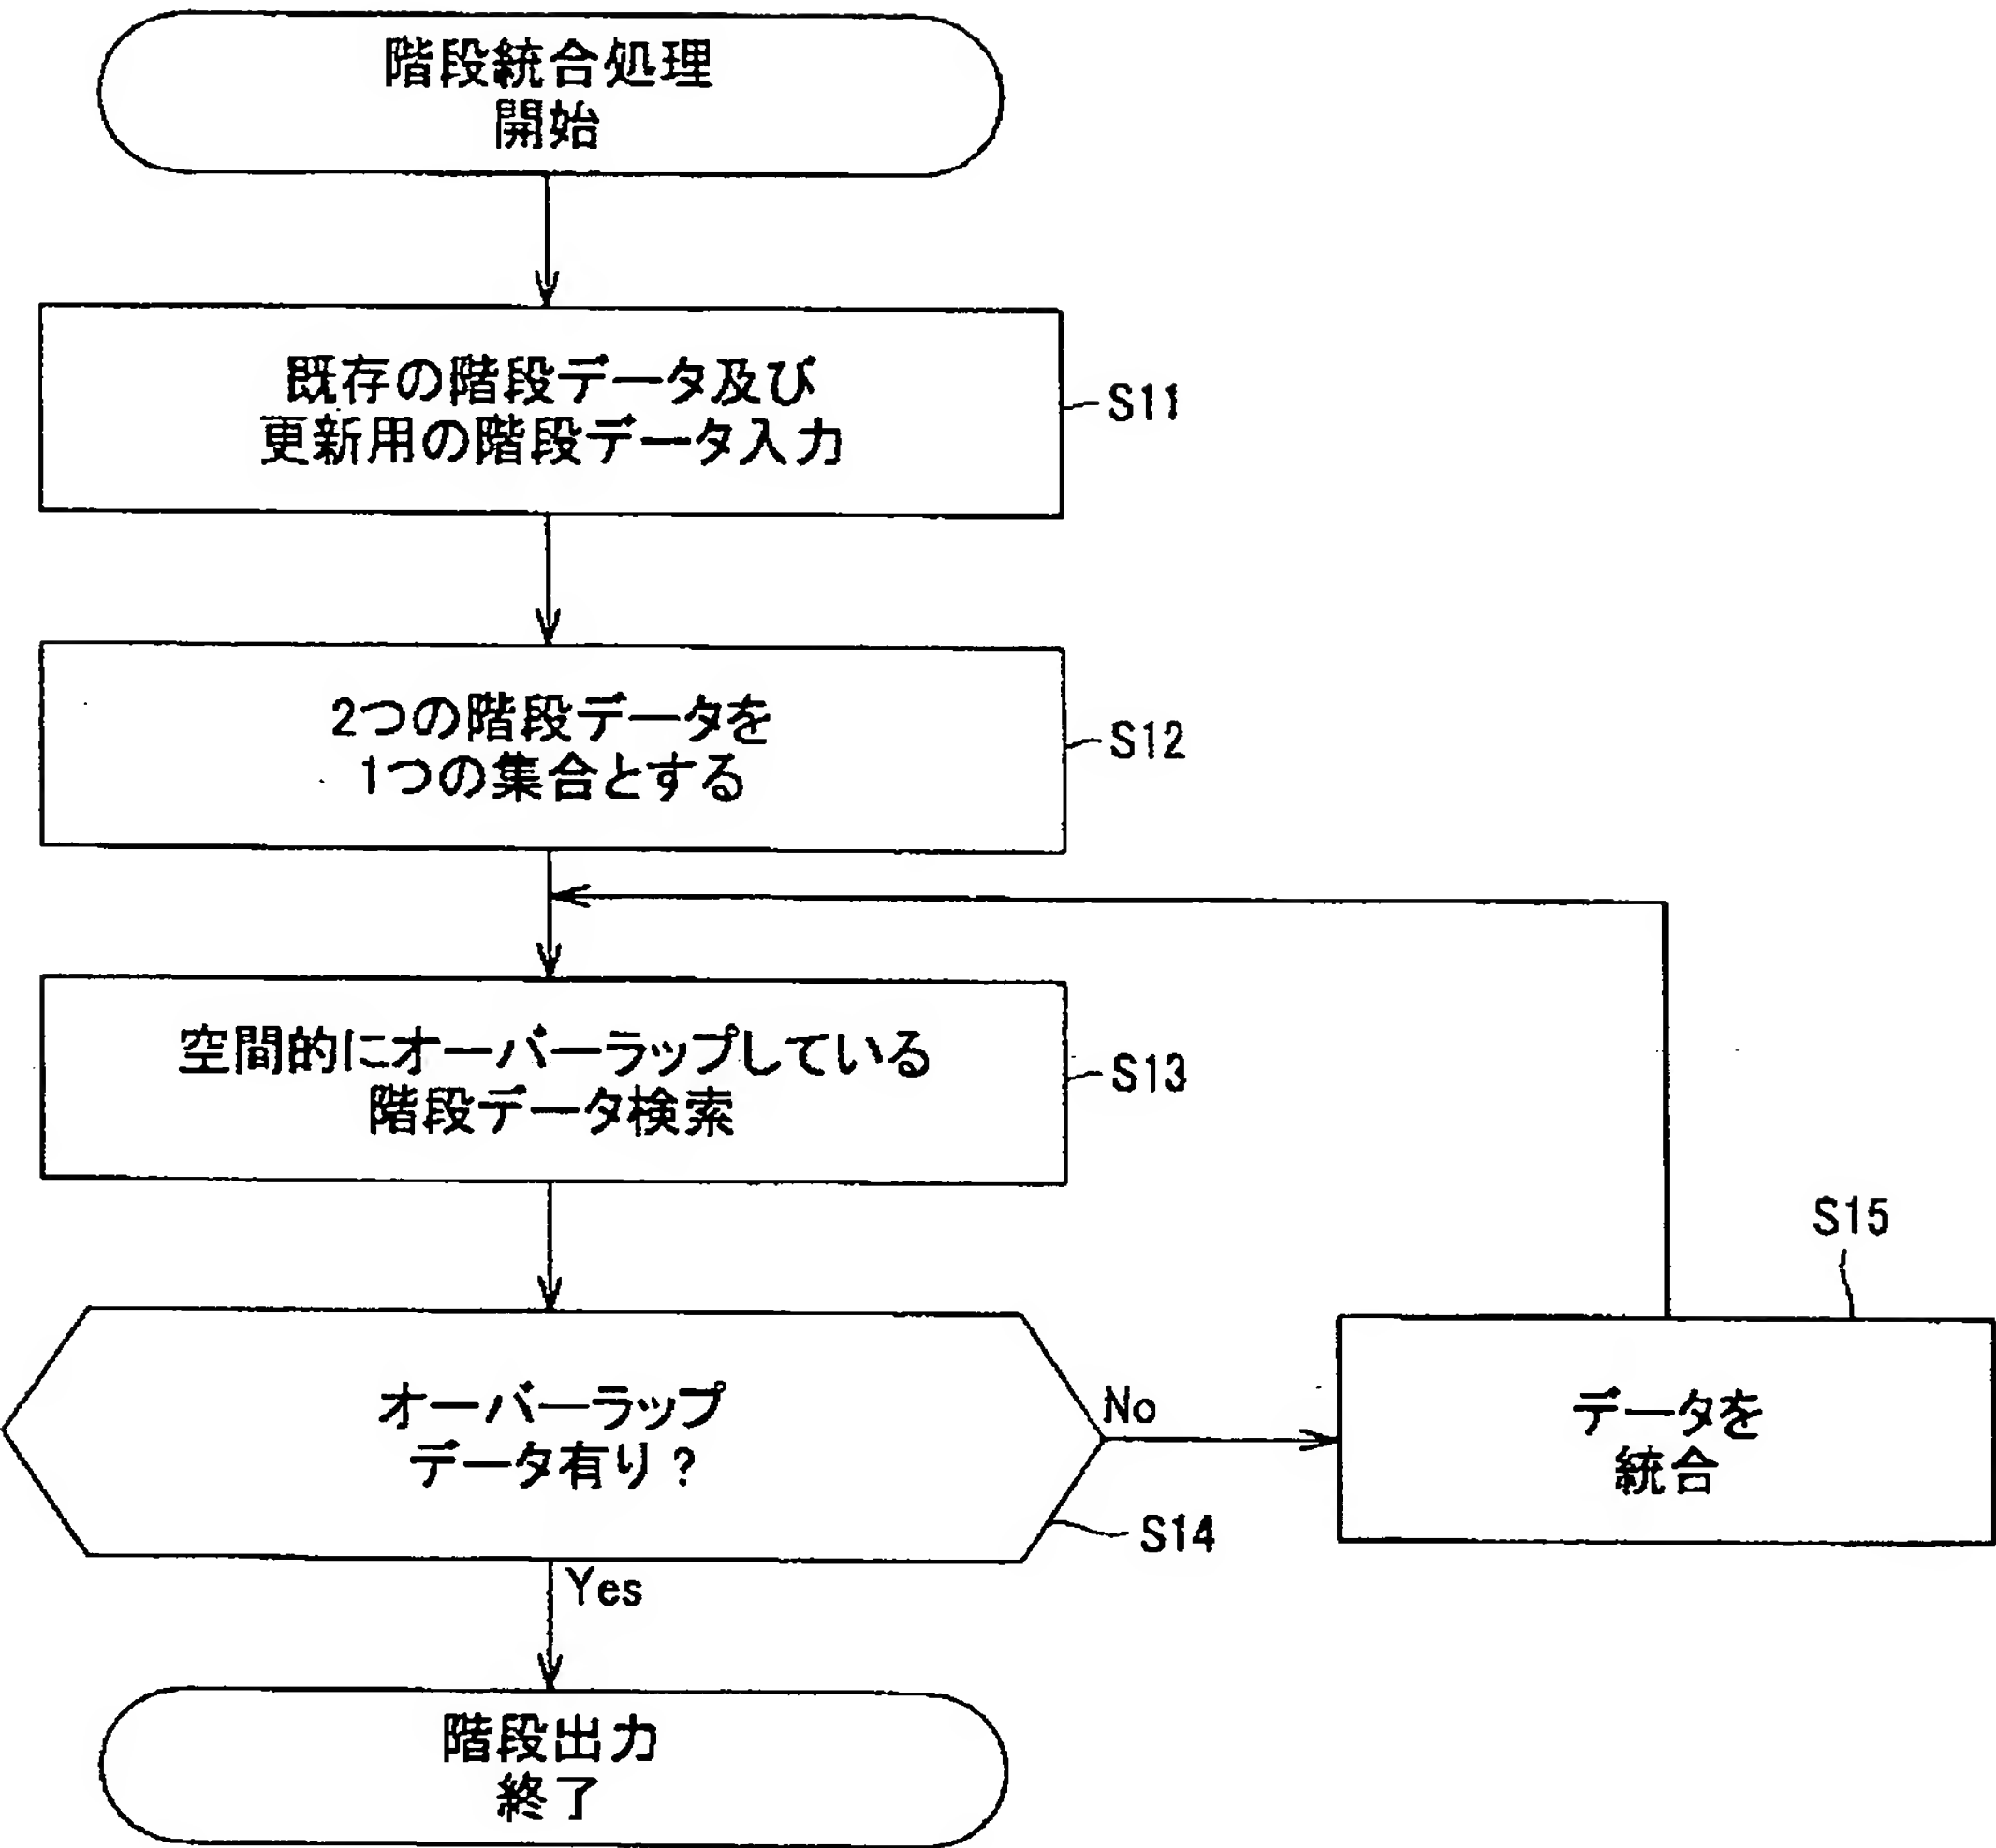 階段統合処理
開始
既存の階段データ及び
更新用の階段データ入力
S11
2つの階段データを
1つの集合とする
S12
空間的にオーバーラップしている
階段データ検索
S13
オーバーラップ
データ有り?
No
S14
S15
データを
統合
Yes
階段出力
終了